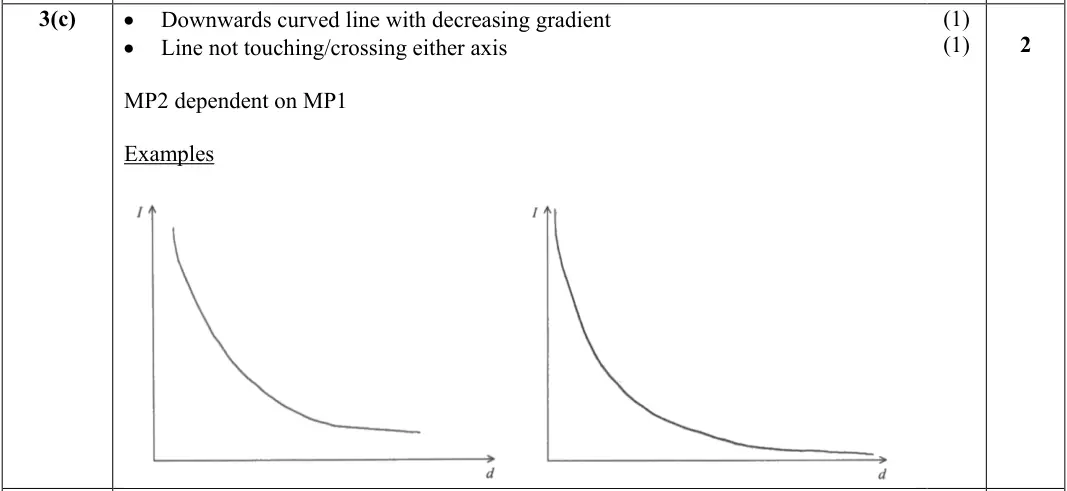 3(c)
• Downwards curved line with decreasing gradient (1)
• Line not touching/crossing either axis (1) 2
MP2 dependent on MP1
Examples
I I
d d